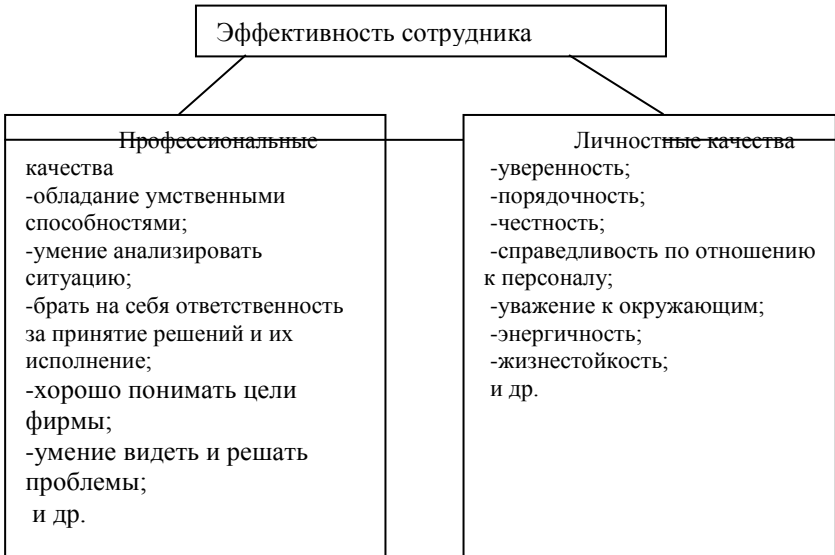 Эффективность сотрудника
Профессиональные
качества
-обладание умственными
способностями;
-умение анализировать
ситуацию;
-брать на себя ответственность
за принятие решений и их
исполнение;
-хорошо понимать цели
фирмы;
-умение видеть и решать
проблемы;
и др.
Личностные качества
-уверенность;
-порядочность;
-честность;
-справедливость по отношению
к персоналу;
-уважение к окружающим;
-энергичность;
-жизнестойкость;
и др.